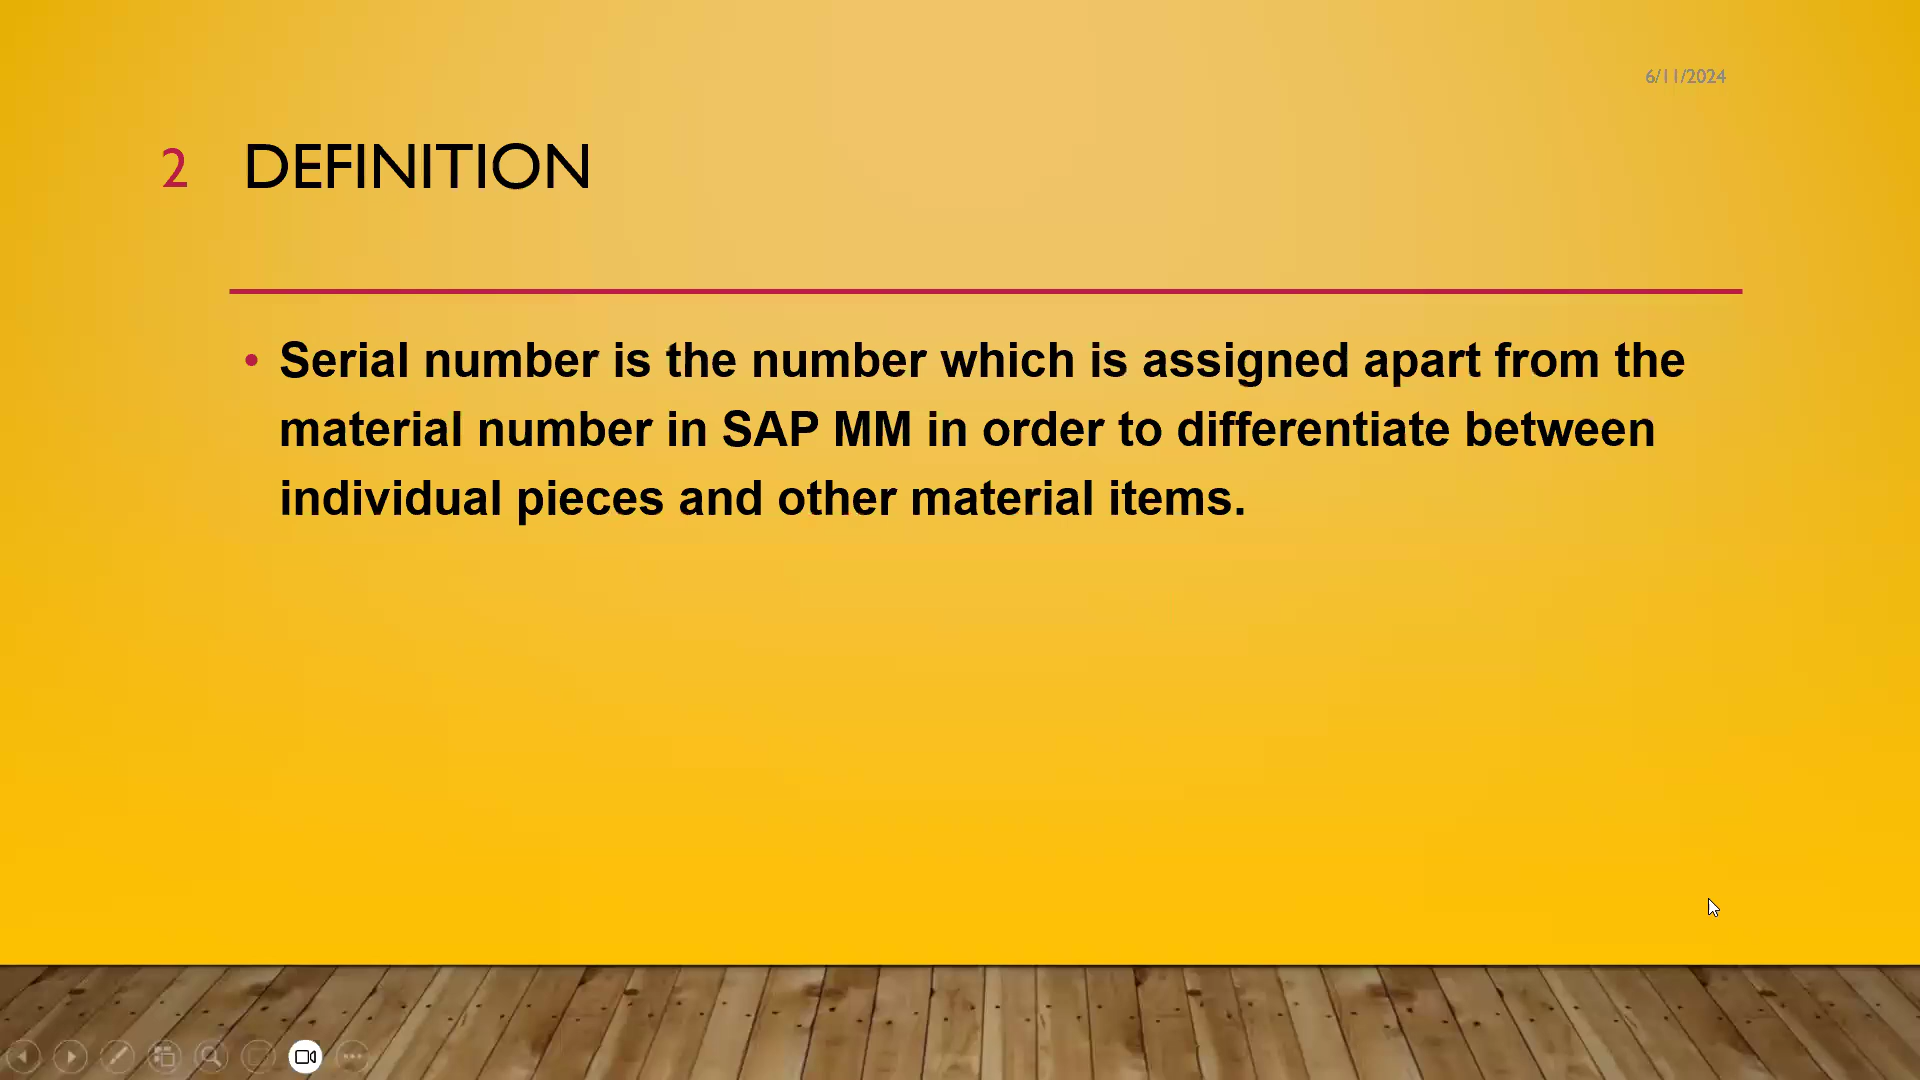 6/11/2024
2 DEFINITION
• Serial number is the number which is assigned apart from the
material number in SAP MM in order to differentiate between
individual pieces and other material items.